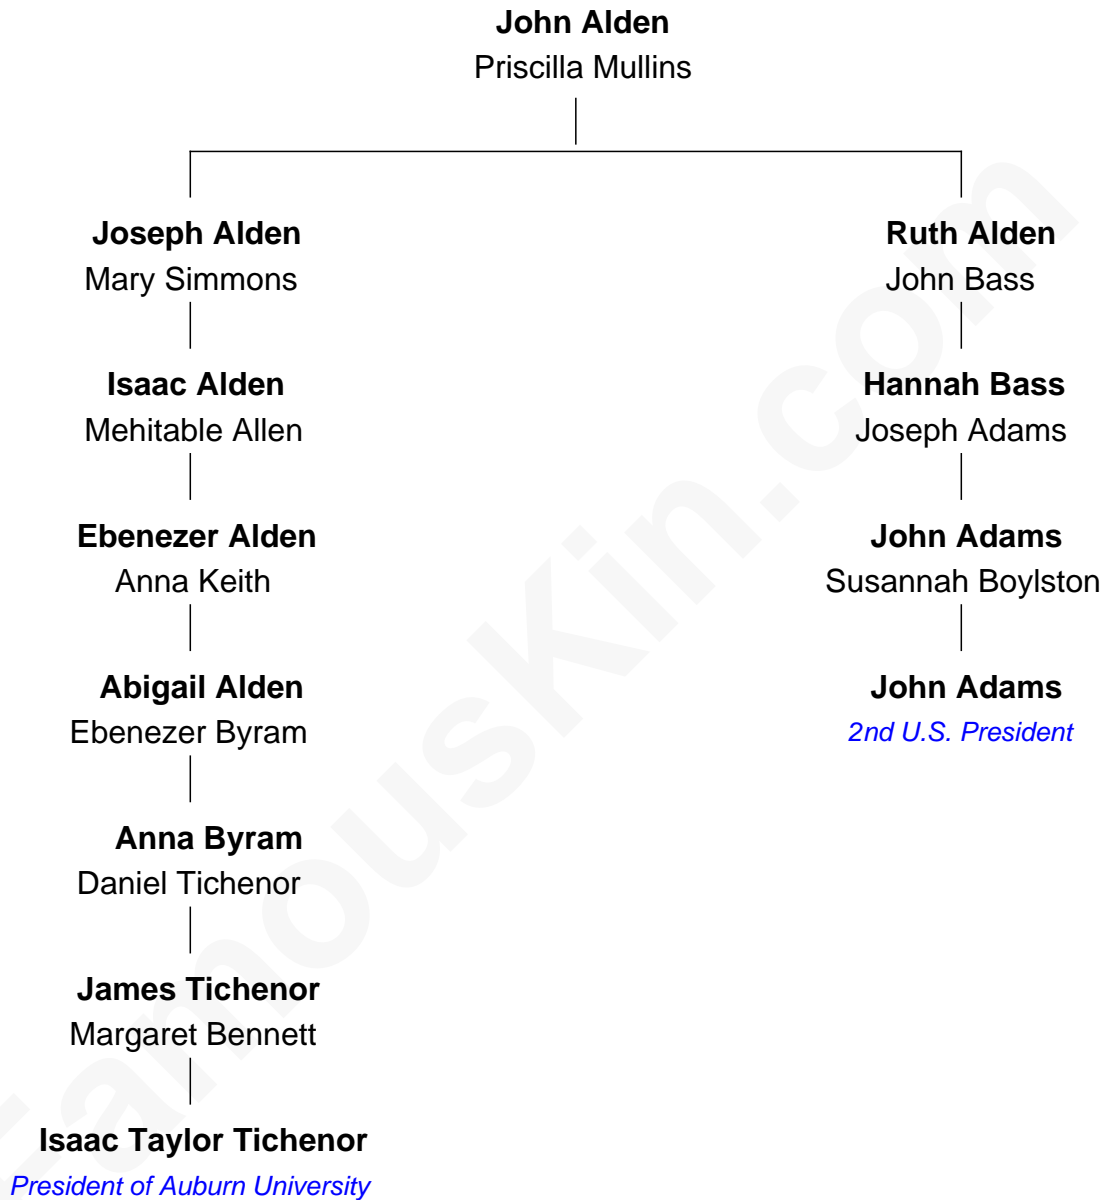 John Alden
Priscilla Mullins
Joseph Alden
Mary Simmons
Ruth Alden
John Bass
Isaac Alden
Mehitable Allen
Hannah Bass
Joseph Adams
Ebenezer Alden
Anna Keith
John Adams
Susannah Boylston
Abigail Alden
Ebenezer Byram
John Adams
2nd U.S. President
Anna Byram
Daniel Tichenor
James Tichenor
Margaret Bennett
Isaac Taylor Tichenor
President of Auburn University
FamousKin.com